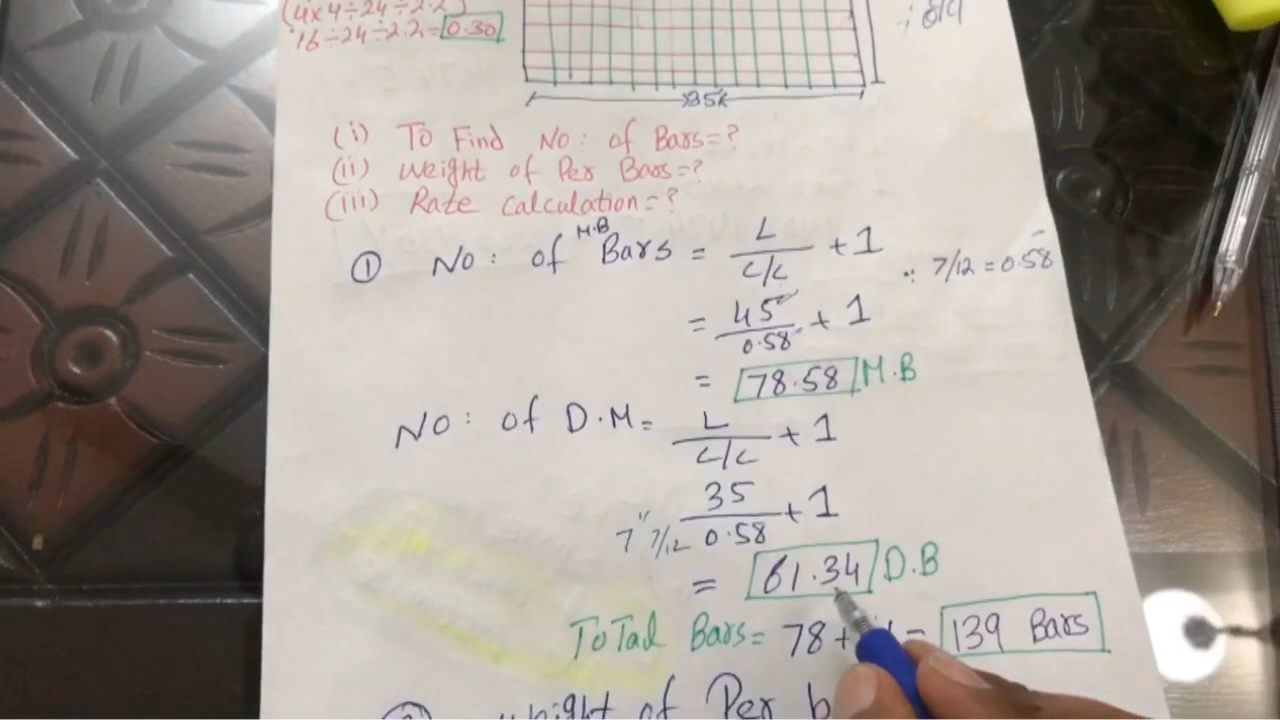 (4x4÷24÷2.2)
16÷24÷2.2=0.30
35
(i) To Find No: of Bars=?
(ii) Weight of Per Bars=?
(iii) Rate Calculation=?
① No: of M.B Bars = L/c/c + 1
∴ 7/12 = 0.58
= 45/0.58 + 1
= 78.58 M.B
No: of D.M = L/c/c + 1
7" 7/12 35/0.58 + 1
= 61.34 D.B
ToTal Bars = 78 + = 139 Bars
of Per